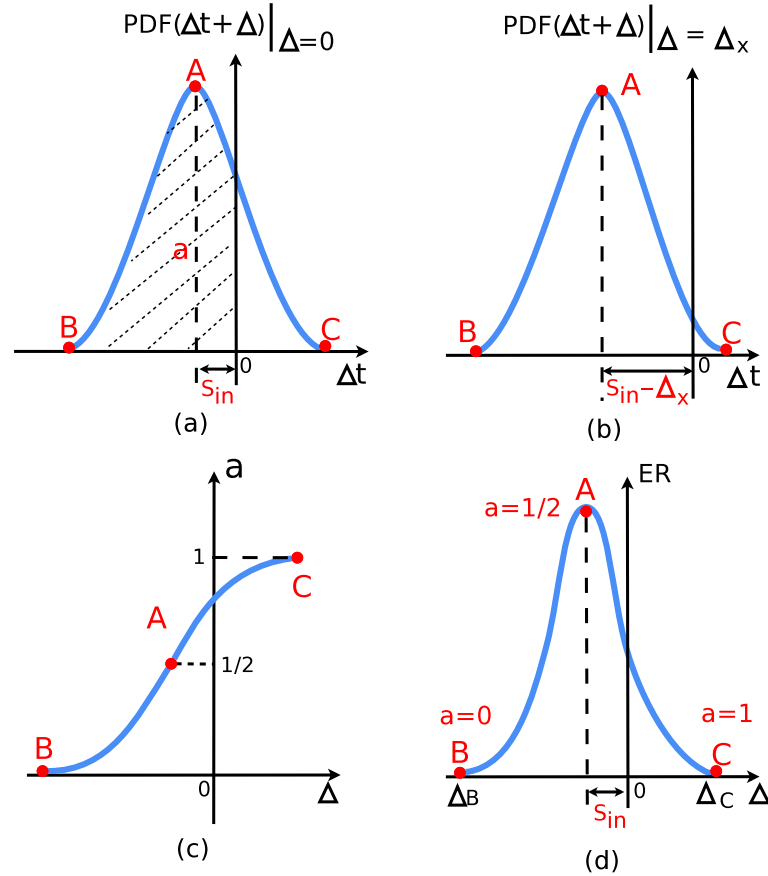 PDF(Δt+Δ)|Δ=0
A
a
B
C
0
Δt
Sin
(a)
PDF(Δt+Δ)|Δ = Δx
A
B
C
0
Δt
Sin-Δx
(b)
a
1
C
A
1/2
B
0
Δ
(c)
ER
A
a=1/2
a=0
a=1
B
C
ΔB
0
ΔC
Δ
Sin
(d)